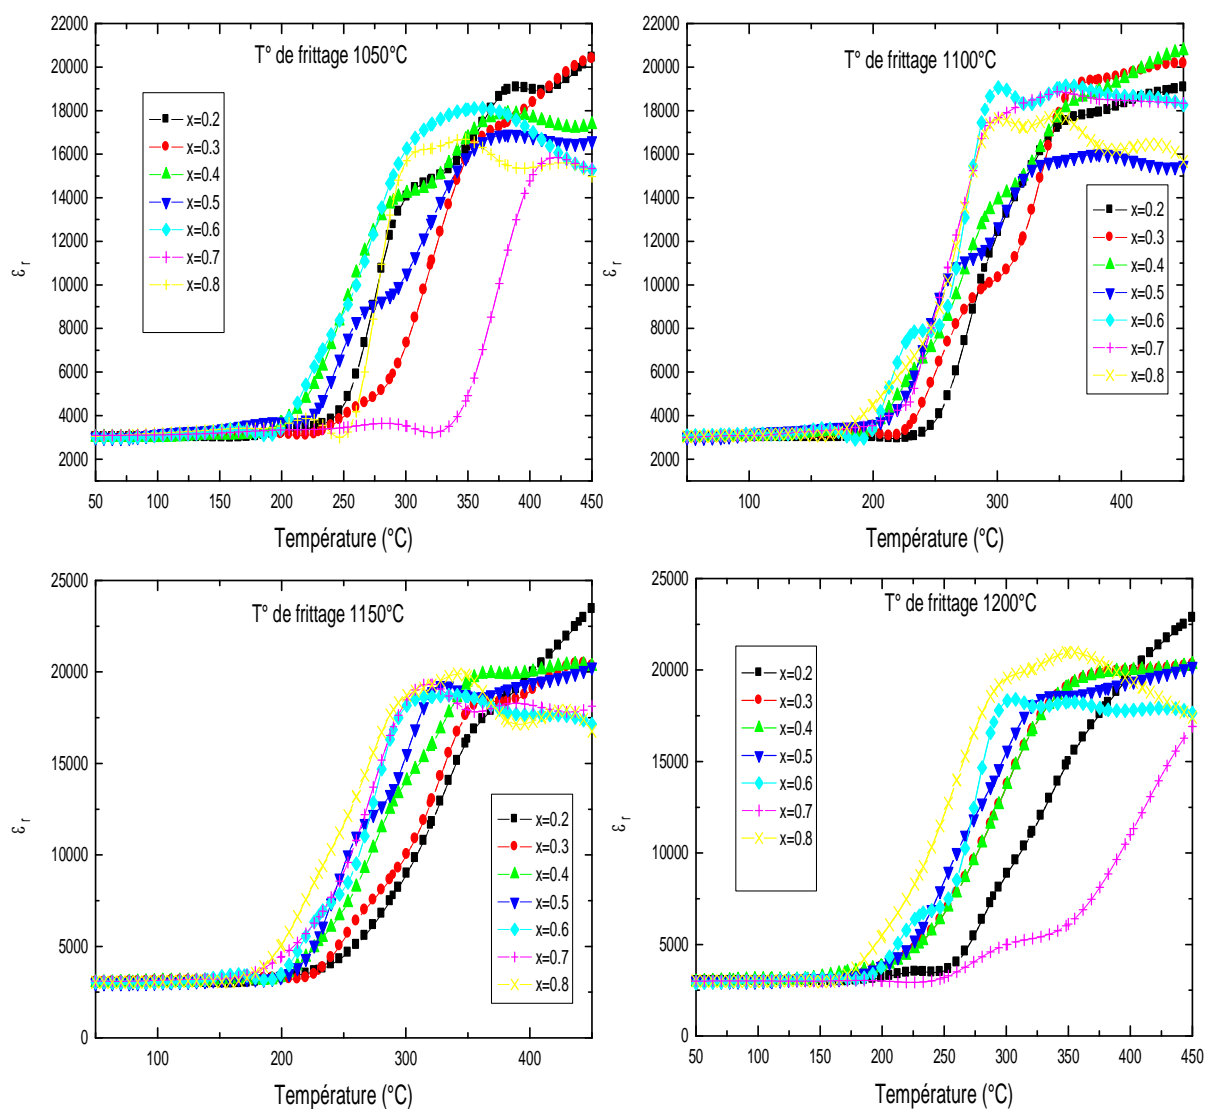 T° de frittage 1050°C
22000
20000
18000
16000
14000
12000
10000
8000
6000
4000
2000
εr
x=0.2
x=0.3
x=0.4
x=0.5
x=0.6
x=0.7
x=0.8
50 100 150 200 250 300 350 400 450
Température (°C)
T° de frittage 1100°C
22000
20000
18000
16000
14000
12000
10000
8000
6000
4000
2000
εr
x=0.2
x=0.3
x=0.4
x=0.5
x=0.6
x=0.7
x=0.8
100 200 300 400
Température (°C)
T° de frittage 1150°C
25000
20000
15000
10000
5000
0
εr
x=0.2
x=0.3
x=0.4
x=0.5
x=0.6
x=0.7
x=0.8
100 150 200 250 300 350 400 450
Température (°C)
T° de frittage 1200°C
25000
20000
15000
10000
5000
0
εr
x=0.2
x=0.3
x=0.4
x=0.5
x=0.6
x=0.7
x=0.8
50 100 150 200 250 300 350 400 450
Température (°C)